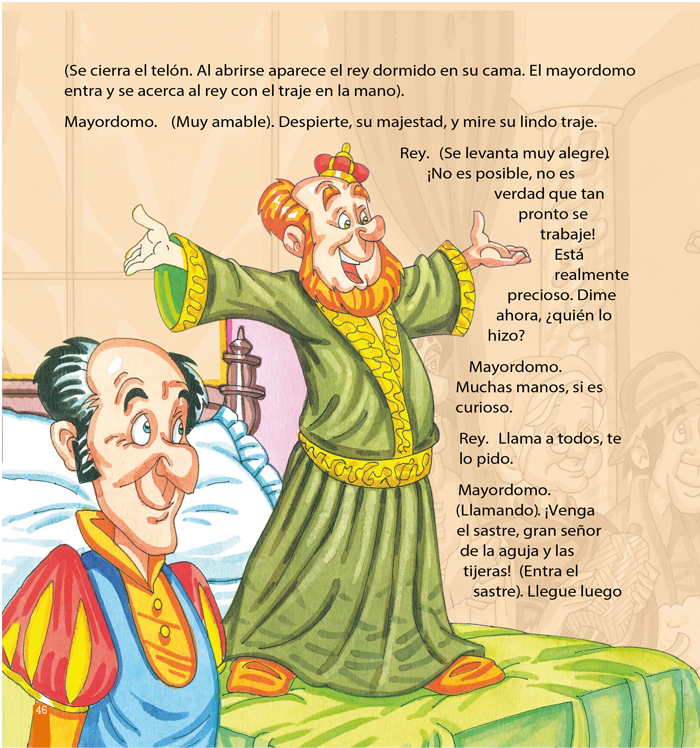 (Se cierra el telón. Al abrirse aparece el rey dormido en su cama. El mayordomo
entra y se acerca al rey con el traje en la mano).
Mayordomo. (Muy amable). Despierte, su majestad, y mire su lindo traje.
Rey. (Se levanta muy alegre).
¡No es posible, no es
verdad que tan
pronto se
trabaje!
Está
realmente
precioso. Dime
ahora, ¿quién lo
hizo?
Mayordomo.
Muchas manos, si es
curioso.
Rey. Llama a todos, te
lo pido.
Mayordomo.
(Llamando). ¡Venga
el sastre, gran señor
de la aguja y las
tijeras! (Entra el
sastre). Llegue luego
46